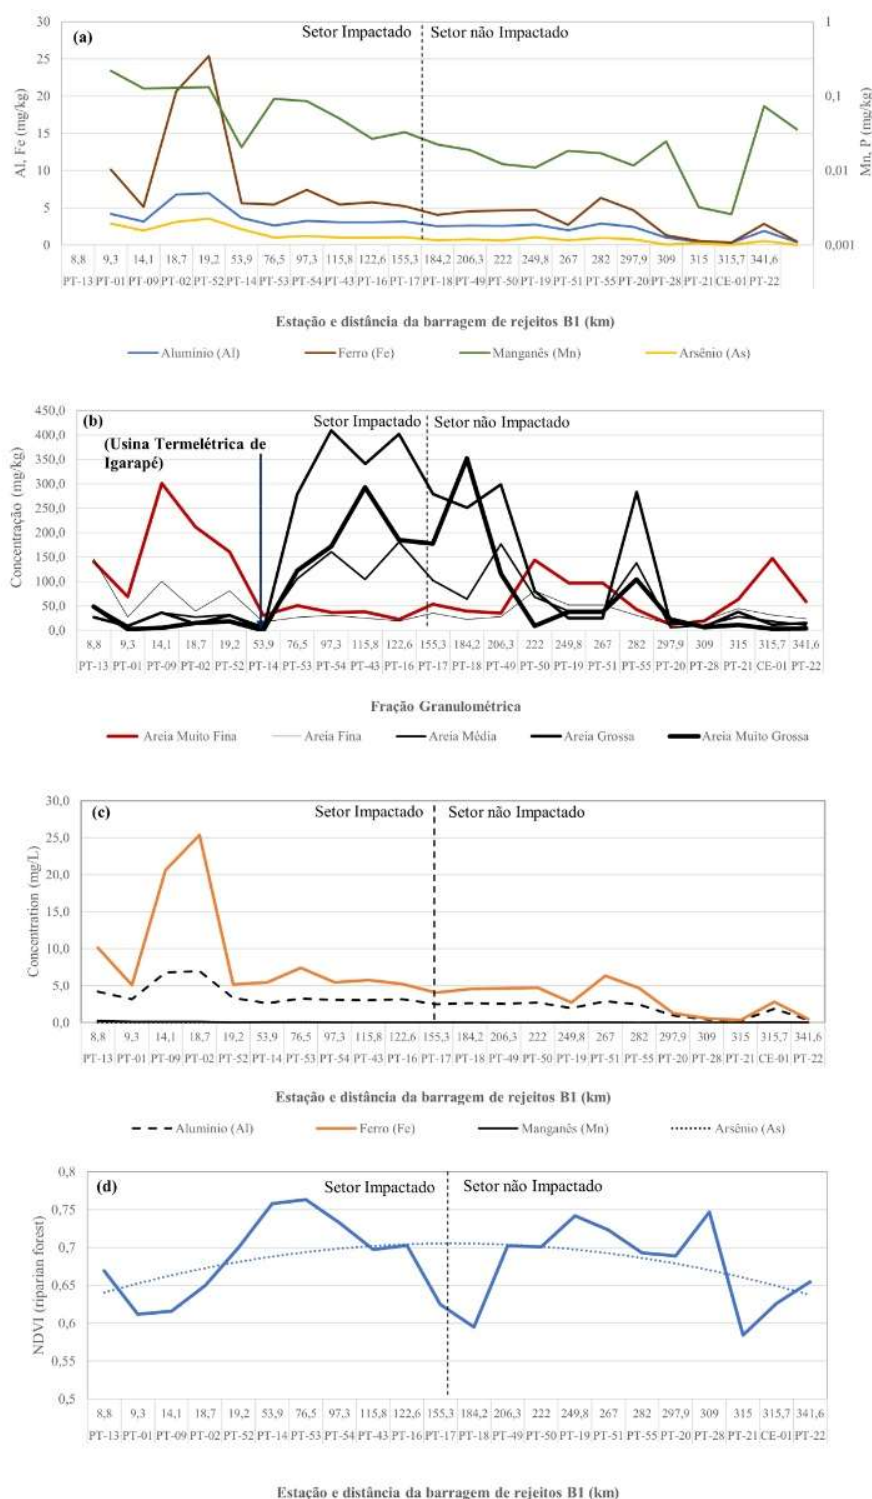 (a) Setor Impactado Setor não Impactado
30 1
25
20 0,1
15
10 0,01
5
0 0,001
Al, Fe (mg/kg)
Mn, P (mg/kg)
8,8 9,3 14,1 18,7 19,2 53,9 76,5 97,3 115,8 122,6 155,3 184,2 206,3 222 249,8 267 282 297,9 309 315 315,7 341,6
PT-13 PT-01 PT-09 PT-02 PT-52 PT-14 PT-53 PT-54 PT-43 PT-16 PT-17 PT-18 PT-49 PT-50 PT-19 PT-51 PT-55 PT-20 PT-28 PT-21 CE-01 PT-22
Estação e distância da barragem de rejeitos B1 (km)
Alumínio (Al) Ferro (Fe) Manganês (Mn) Arsênio (As)
(b) Setor Impactado Setor não Impactado
(Usina Termelétrica de
Igarapé)
450,0
400,0
350,0
300,0
250,0
200,0
150,0
100,0
50,0
0,0
Concentração (mg/kg)
8,8 9,3 14,1 18,7 19,2 53,9 76,5 97,3 115,8 122,6 155,3 184,2 206,3 222 249,8 267 282 297,9 309 315 315,7 341,6
PT-13 PT-01 PT-09 PT-02 PT-52 PT-14 PT-53 PT-54 PT-43 PT-16 PT-17 PT-18 PT-49 PT-50 PT-19 PT-51 PT-55 PT-20 PT-28 PT-21 CE-01 PT-22
Fração Granulométrica
Areia Muito Fina Areia Fina Areia Média Areia Grossa Areia Muito Grossa
(c) Setor Impactado Setor não Impactado
30,0
25,0
20,0
15,0
10,0
5,0
0,0
Concentration (mg/L)
8,8 9,3 14,1 18,7 19,2 53,9 76,5 97,3 115,8 122,6 155,3 184,2 206,3 222 249,8 267 282 297,9 309 315 315,7 341,6
PT-13 PT-01 PT-09 PT-02 PT-52 PT-14 PT-53 PT-54 PT-43 PT-16 PT-17 PT-18 PT-49 PT-50 PT-19 PT-51 PT-55 PT-20 PT-28 PT-21 CE-01 PT-22
Estação e distância da barragem de rejeitos B1 (km)
Alumínio (Al) Ferro (Fe) Manganês (Mn) Arsênio (As)
(d) Setor Impactado Setor não Impactado
0,8
0,75
0,7
0,65
0,6
0,55
0,5
NDVI (riparian forest)
8,8 9,3 14,1 18,7 19,2 53,9 76,5 97,3 115,8 122,6 155,3 184,2 206,3 222 249,8 267 282 297,9 309 315 315,7 341,6
PT-13 PT-01 PT-09 PT-02 PT-52 PT-14 PT-53 PT-54 PT-43 PT-16 PT-17 PT-18 PT-49 PT-50 PT-19 PT-51 PT-55 PT-20 PT-28 PT-21 CE-01 PT-22
Estação e distância da barragem de rejeitos B1 (km)